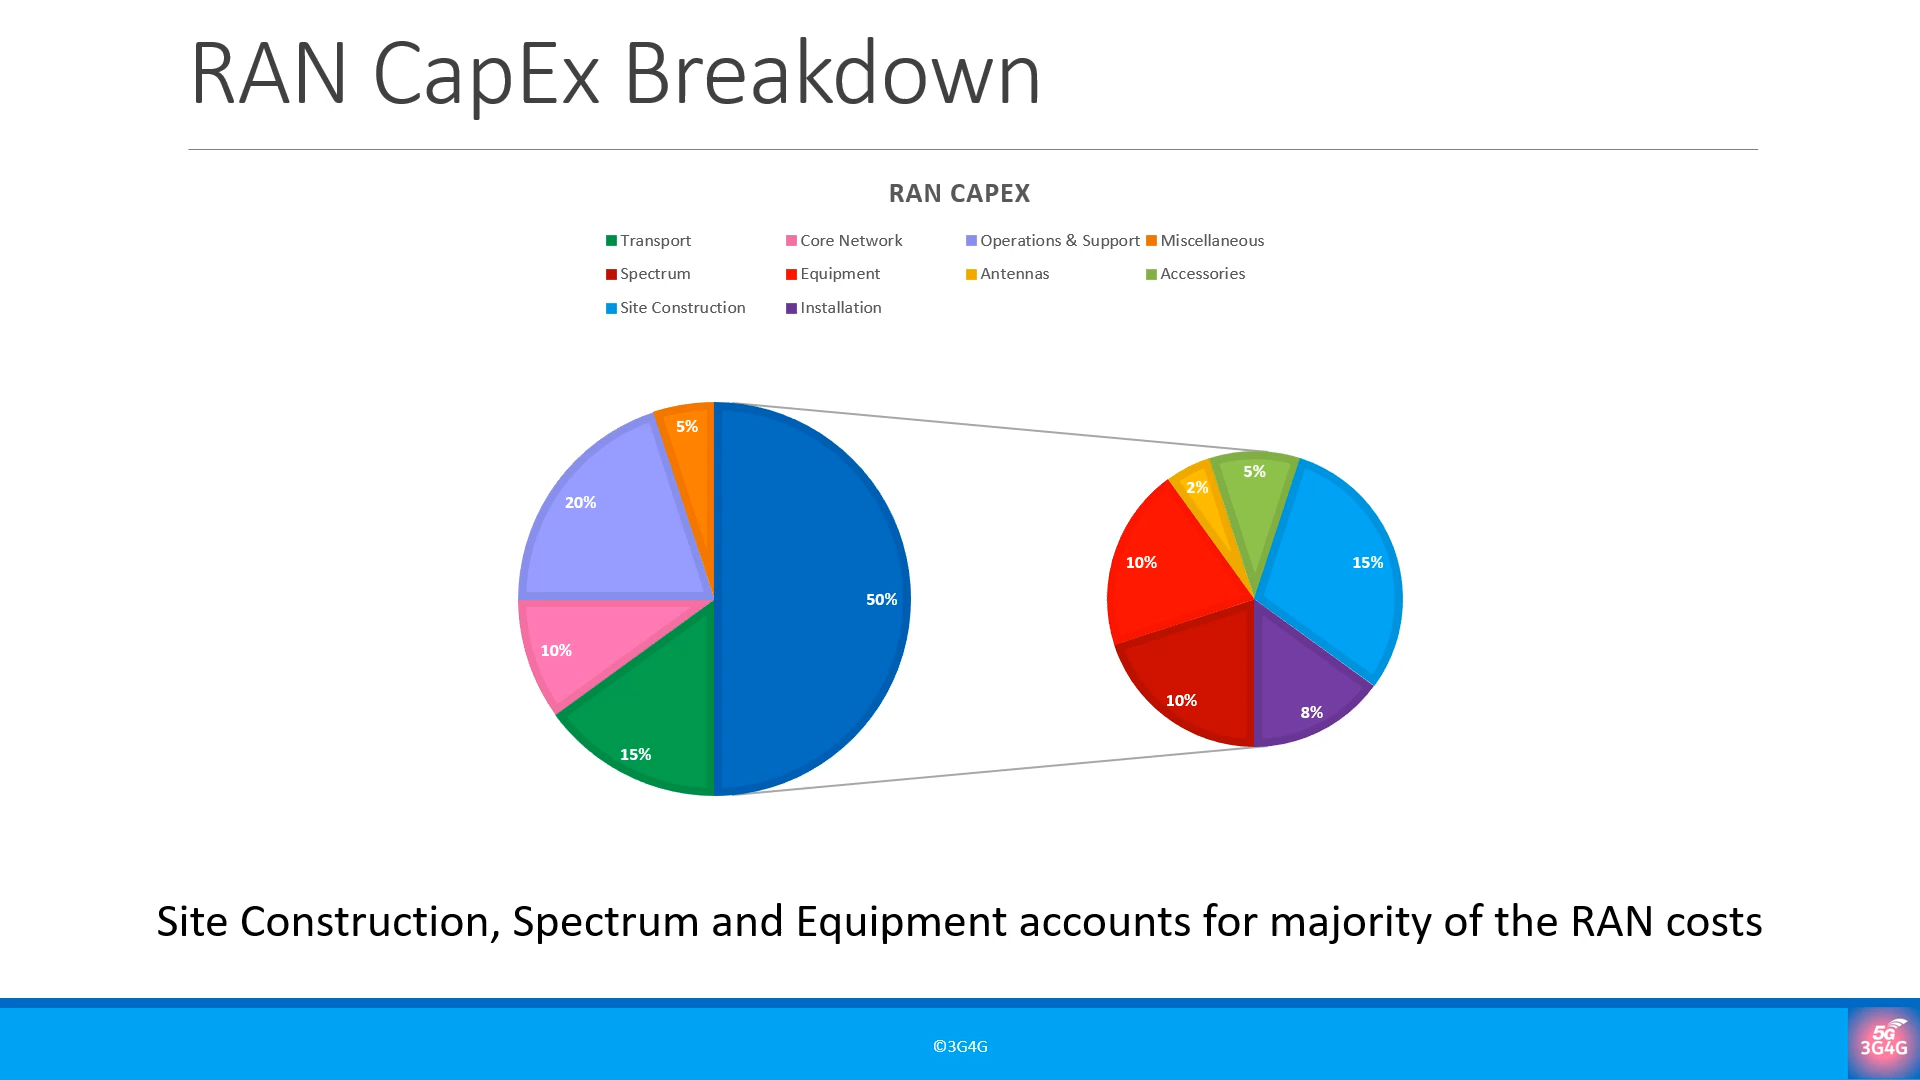 RAN CapEx Breakdown
RAN CAPEX
Transport
Core Network
Operations & Support
Miscellaneous
Spectrum
Equipment
Antennas
Accessories
Site Construction
Installation
5%
20%
50%
10%
15%
5%
2%
10%
15%
10%
8%
Site Construction, Spectrum and Equipment accounts for majority of the RAN costs
©3G4G
5G
3G4G